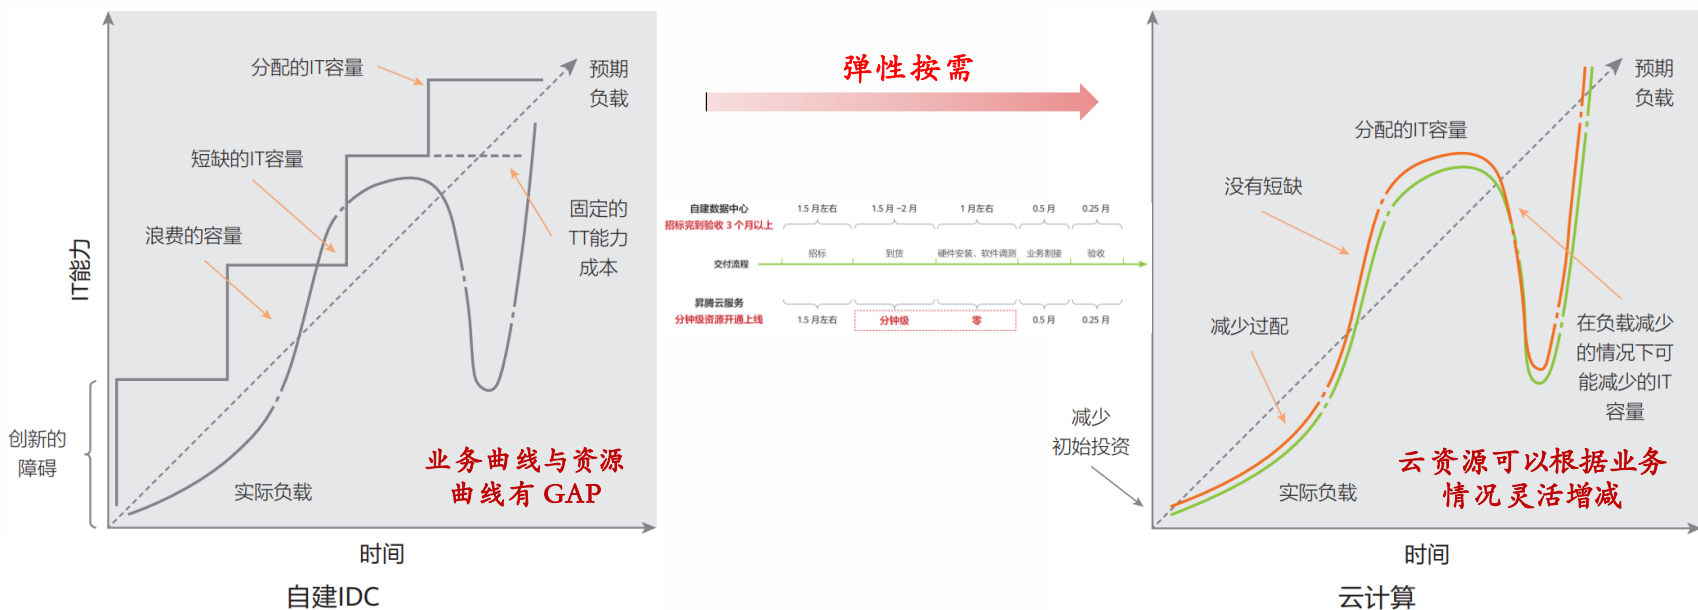 分配的IT容量
预期
负载
短缺的IT容量
浪费的容量
固定的
TT能力
成本
IT能力
创新的
障碍
实际负载
业务曲线与资源
曲线有 GAP
时间
自建IDC
弹性按需
自建数据中心
招标完到验收 3 个月以上
1.5 月左右
1.5 月 ~2 月
1 月左右
0.5 月
0.25 月
交付流程
招标
到货
硬件安装、软件调测
业务割接
验收
昇腾云服务
分钟级资源开通上线
1.5 月左右
分钟级
零
0.5 月
0.25 月
减少
初始投资
预期
负载
分配的IT容量
没有短缺
减少过配
在负载减少
的情况下可
能减少的IT
容量
实际负载
云资源可以根据业务
情况灵活增减
时间
云计算